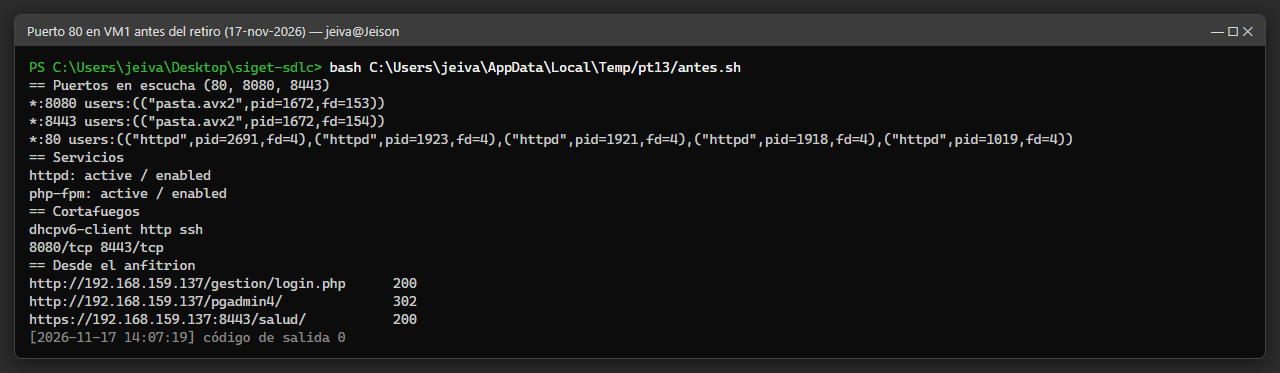 Puerto 80 en VM1 antes del retiro (17-nov-2026) — jeiva@Jeison
PS C:\Users\jeiva\Desktop\siget-sdlc> bash C:\Users\jeiva\AppData\Local\Temp/pt13/antes.sh
== Puertos en escucha (80, 8080, 8443)
*:8080 users:(("pasta.avx2",pid=1672,fd=153))
*:8443 users:(("pasta.avx2",pid=1672,fd=154))
*:80 users:(("httpd",pid=2691,fd=4),("httpd",pid=1923,fd=4),("httpd",pid=1921,fd=4),("httpd",pid=1918,fd=4),("httpd",pid=1019,fd=4))
== Servicios
httpd: active / enabled
php-fpm: active / enabled
== Cortafuegos
dhcpv6-client http ssh
8080/tcp 8443/tcp
== Desde el anfitrion
http://192.168.159.137/gestion/login.php 200
http://192.168.159.137/pgadmin4/ 302
https://192.168.159.137:8443/salud/ 200
[2026-11-17 14:07:19] código de salida 0